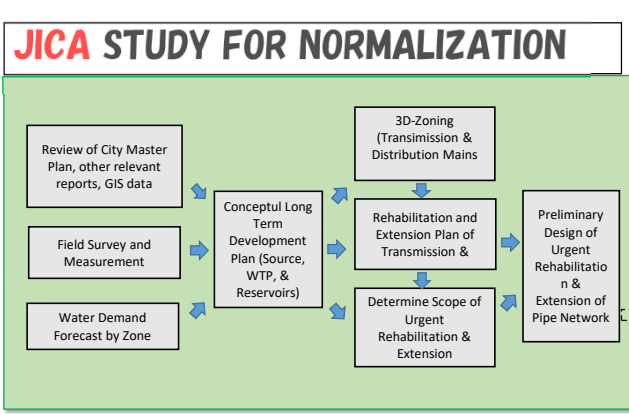 JICA STUDY FOR NORMALIZATION
Review of City Master
Plan, other relevant
reports, GIS data
Field Survey and
Measurement
Water Demand
Forecast by Zone
Conceptul Long
Term
Development
Plan (Source,
WTP, &
Reservoirs)
3D-Zoning
(Transimission &
Distribution Mains
Rehabilitation and
Extension Plan of
Transmission &
Determine Scope of
Urgent
Rehabilitation &
Extension
Preliminary
Design of
Urgent
Rehabilitatio
n &
Extension of
Pipe Network